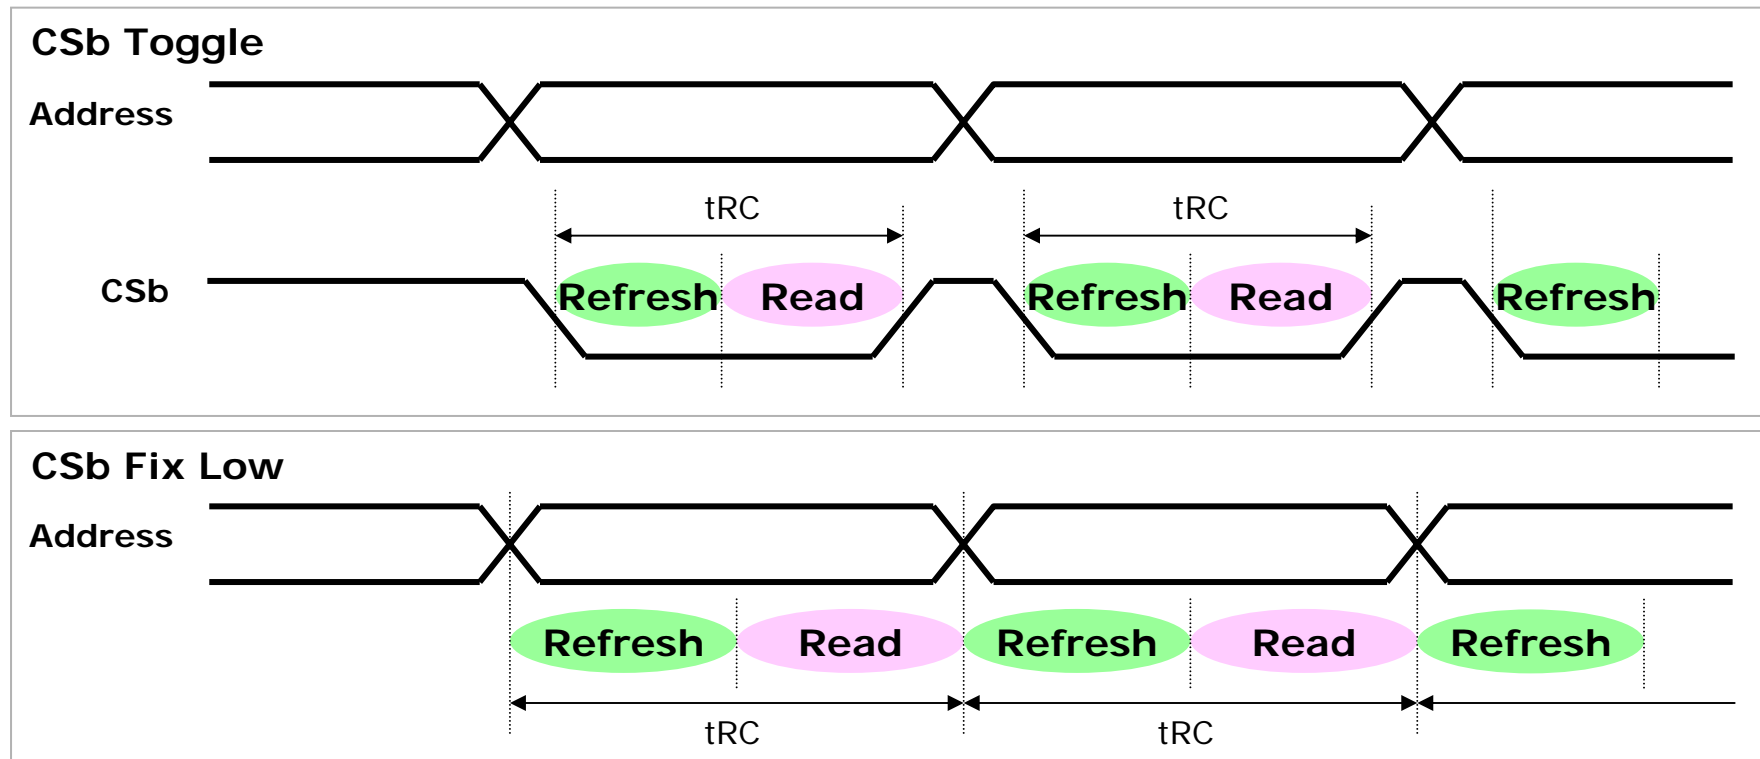 CSb Toggle
Address
tRC tRC
CSb Refresh Read Refresh Read Refresh
CSb Fix Low
Address
Refresh Read Refresh Read Refresh
tRC tRC